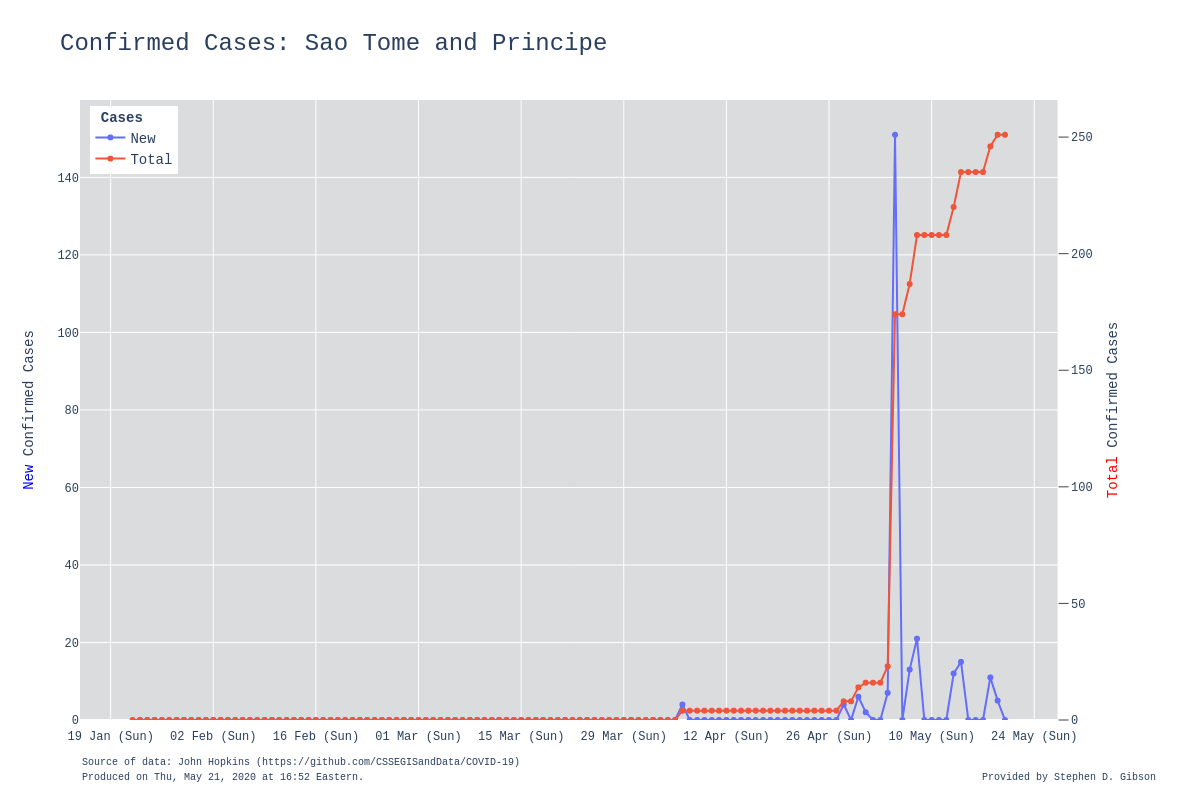 Confirmed Cases: Sao Tome and Principe
Cases
New
Total
140
120
100
80
60
40
20
0
250
200
150
100
50
0
New Confirmed Cases
Total Confirmed Cases
19 Jan (Sun) 02 Feb (Sun) 16 Feb (Sun) 01 Mar (Sun) 15 Mar (Sun) 29 Mar (Sun) 12 Apr (Sun) 26 Apr (Sun) 10 May (Sun) 24 May (Sun)
Source of data: John Hopkins (https://github.com/CSSEGISandData/COVID-19)
Produced on Thu, May 21, 2020 at 16:52 Eastern.
Provided by Stephen D. Gibson